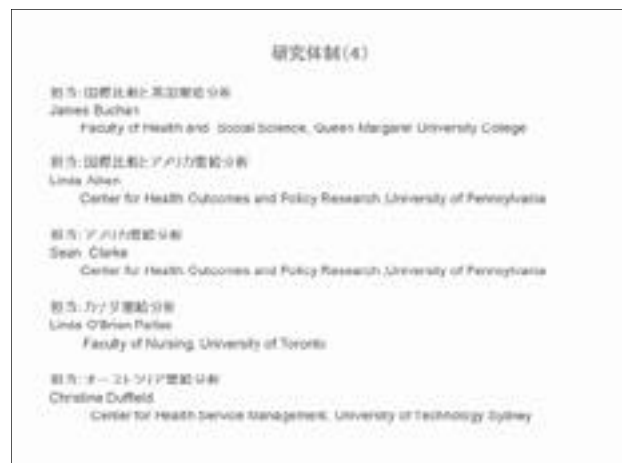 研究体制(4)
担当:国際比較と英国需給分析
James Buchan
Faculty of Health and Social Science, Queen Margaret University College
担当:国際比較とアメリカ需給分析
Linda Aiken
Center for Health Outcomes and Policy Research, University of Pennsylvania
担当:アメリカ需給分析
Sean Clarke
Center for Health Outcomes and Policy Research, University of Pennsylvania
担当:カナダ需給分析
Linda O'Brien Pallas
Faculty of Nursing, University of Toronto
担当:オーストラリア需給分析
Christine Duffield
Center for Health Service Management, University of Technology Sydney